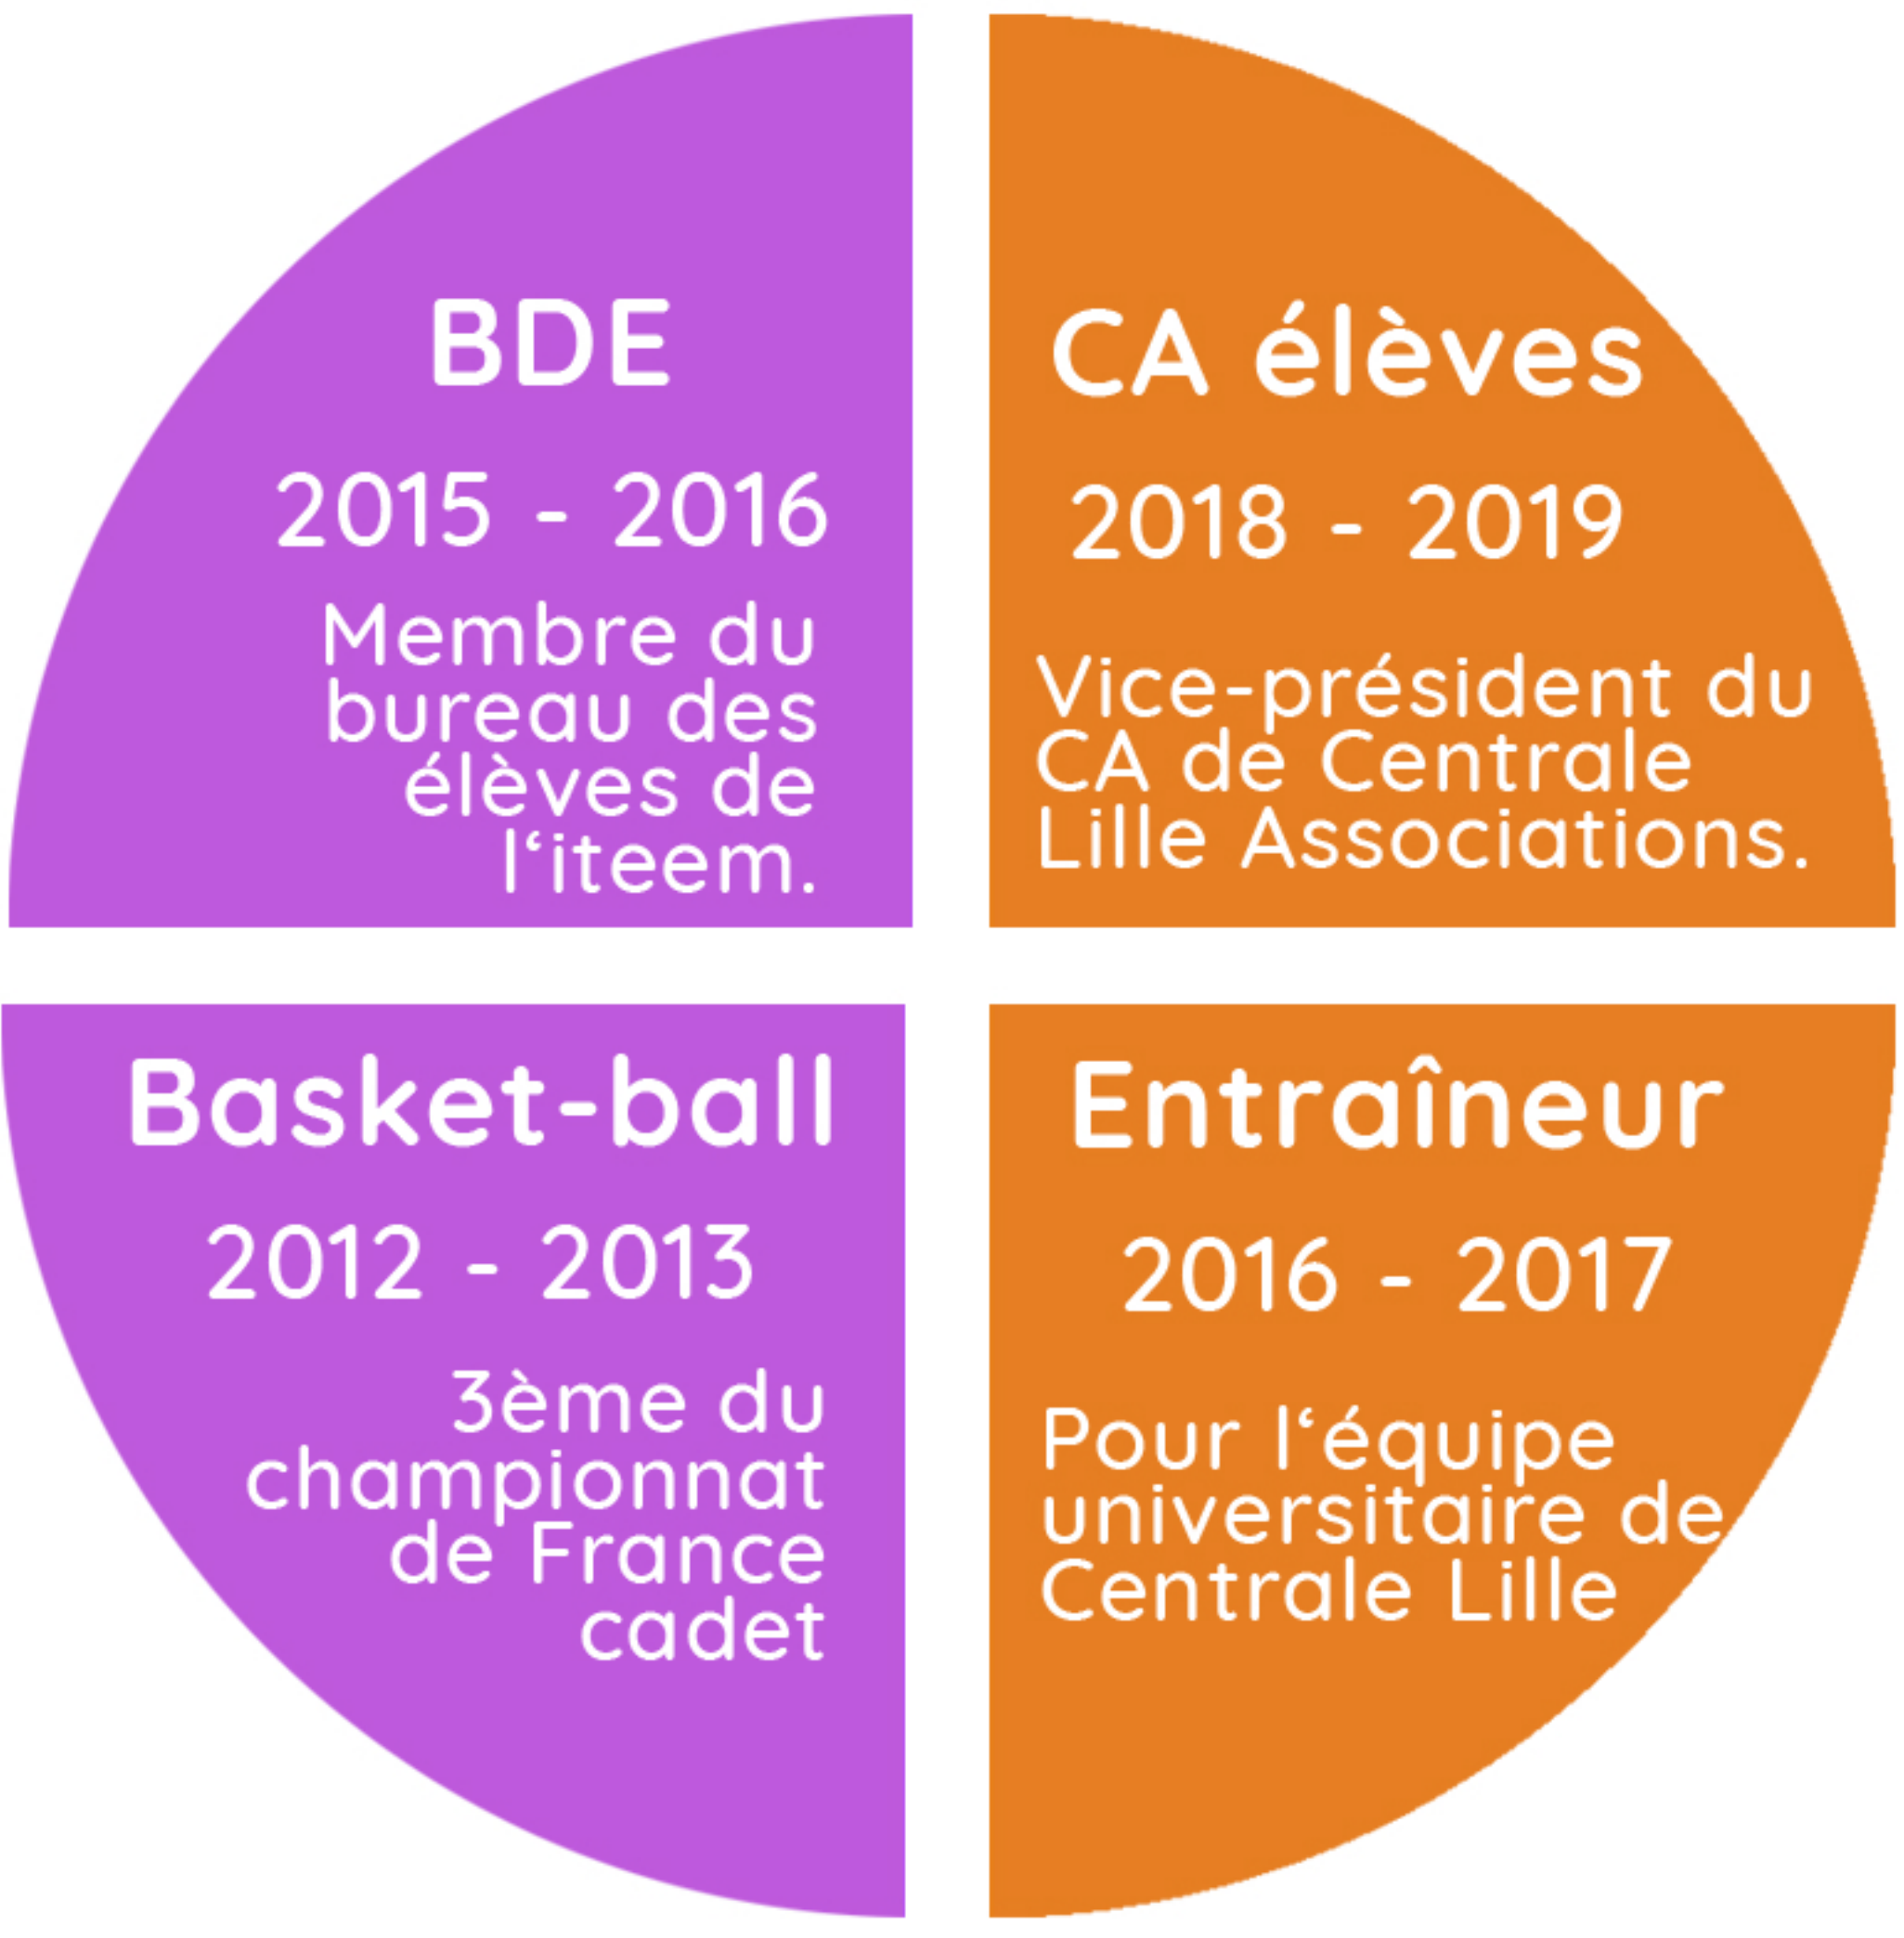 BDE
2015 - 2016
Membre du
bureau des
élèves de
l‘iteem.
CA élèves
2018 - 2019
Vice-président du
CA de Centrale
Lille Associations.
Basket-ball
2012 - 2013
3ème du
championnat
de France
cadet
Entraîneur
2016 - 2017
Pour l‘équipe
universitaire de
Centrale Lille